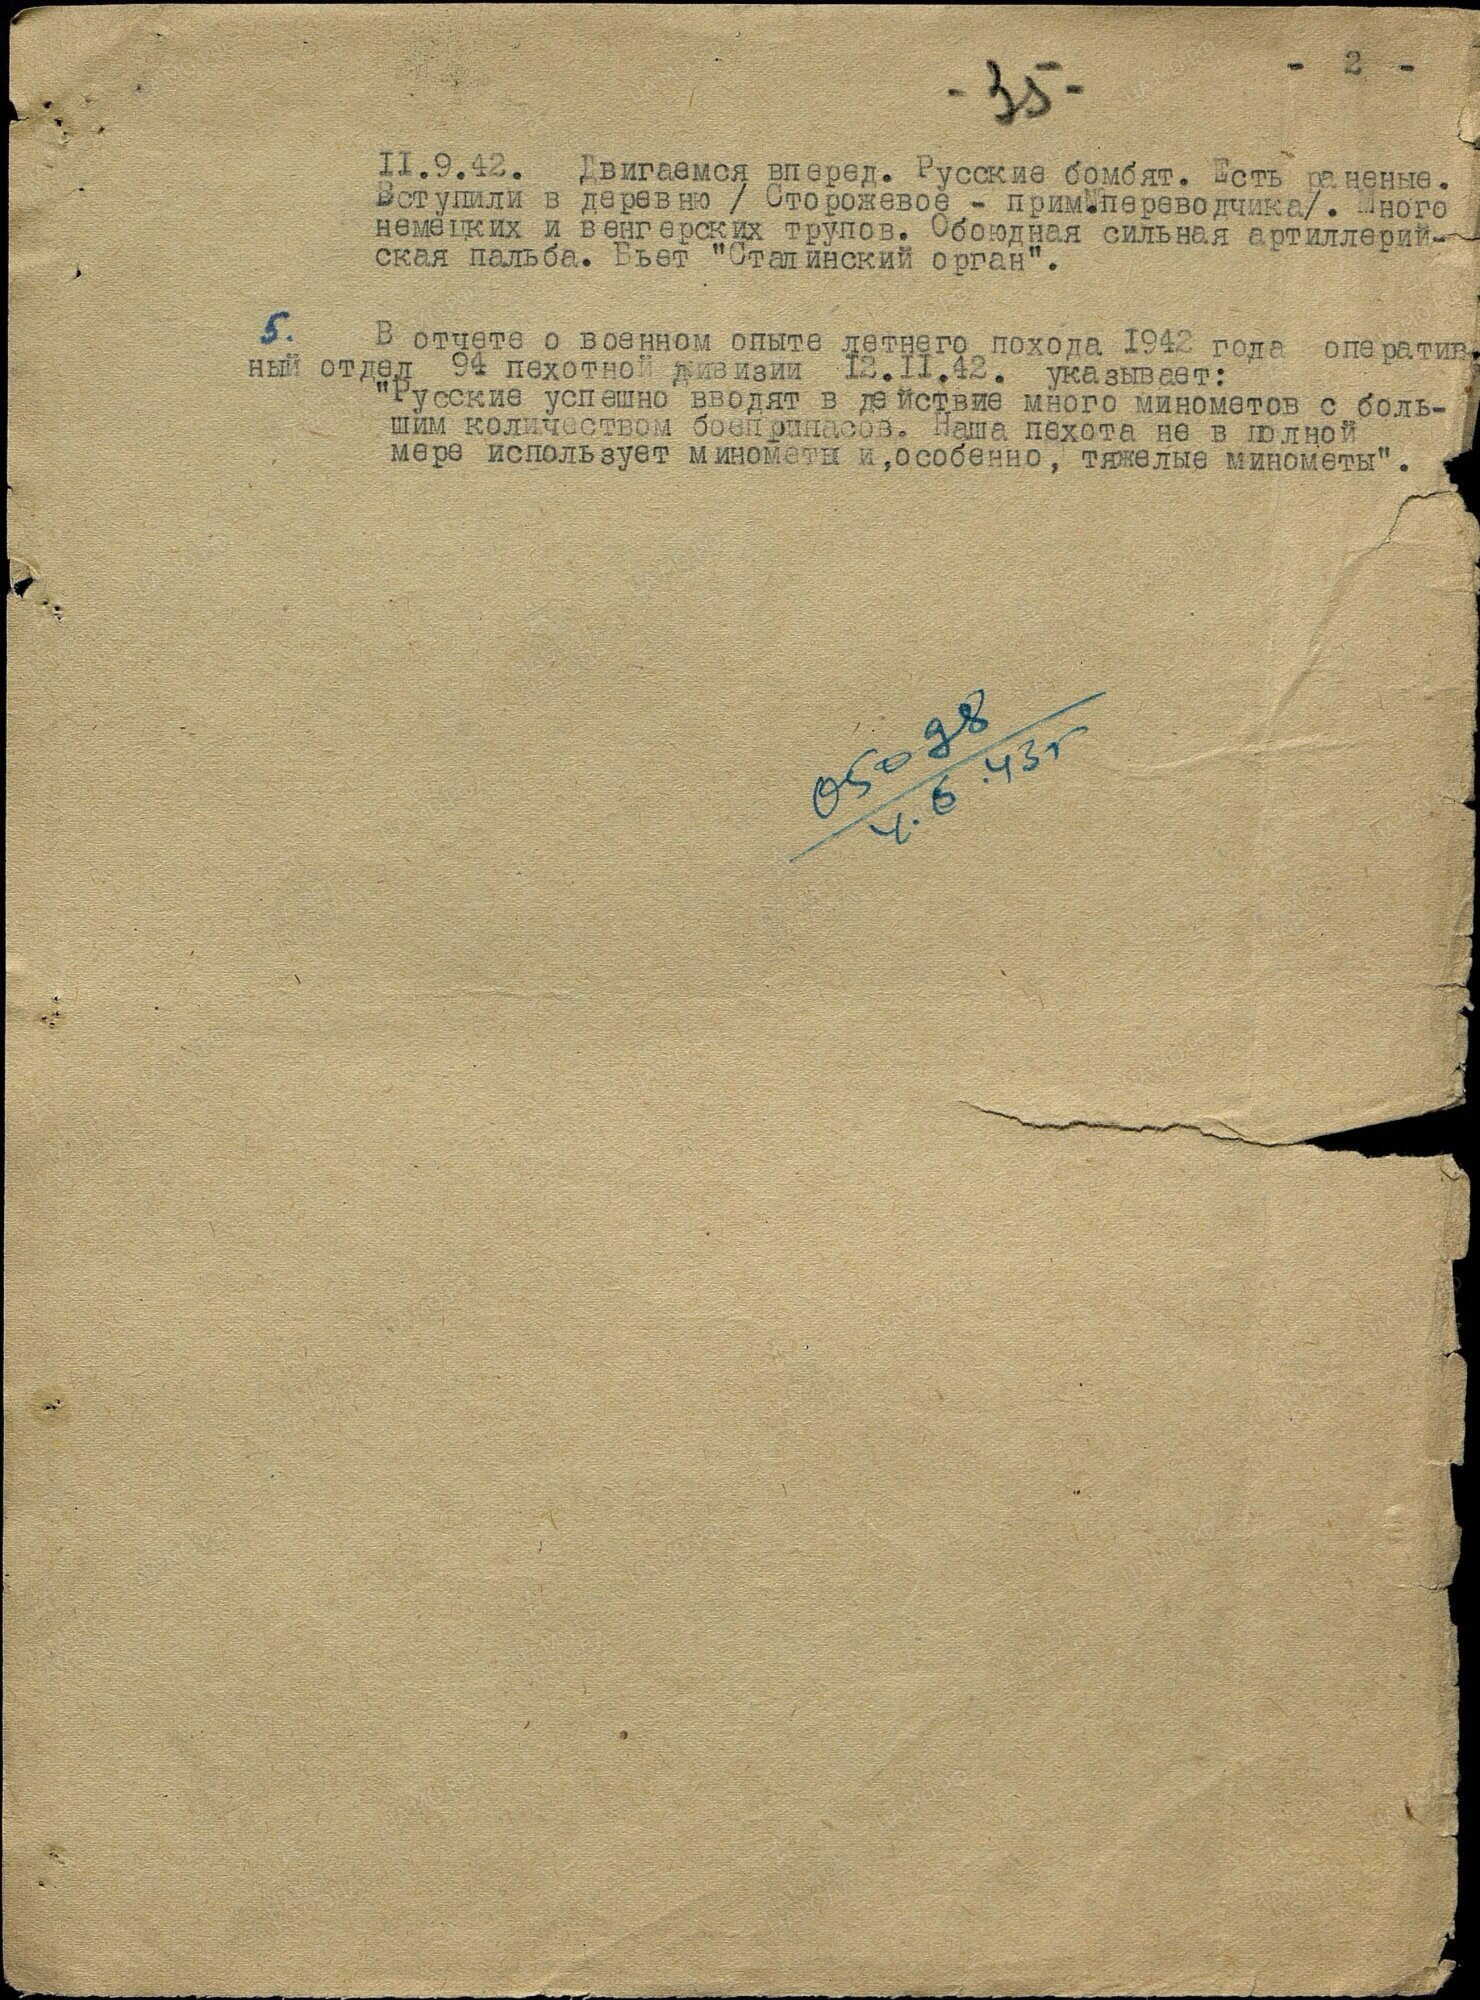 - 35 -
- 2 -
II.9.42. Двигаемся вперед. Русские бомбят. Есть раненые.
Вступили в деревню / Сторожевое - прим.переводчика/. Много
немецких и венгерских трупов. Обоюдная сильная артиллерий-
ская пальба. Бьет "Сталинский орган".
5. В отчете о военном опыте летнего похода 1942 года оператив-
ный отдел 94 пехотной дивизии 12.II.42. указывает:
"Русские успешно вводят в действие много минометов с боль-
шим количеством боеприпасов. Наша пехота не в полной
мере использует минометы и,особенно, тяжелые минометы".
05098
4.6.43г